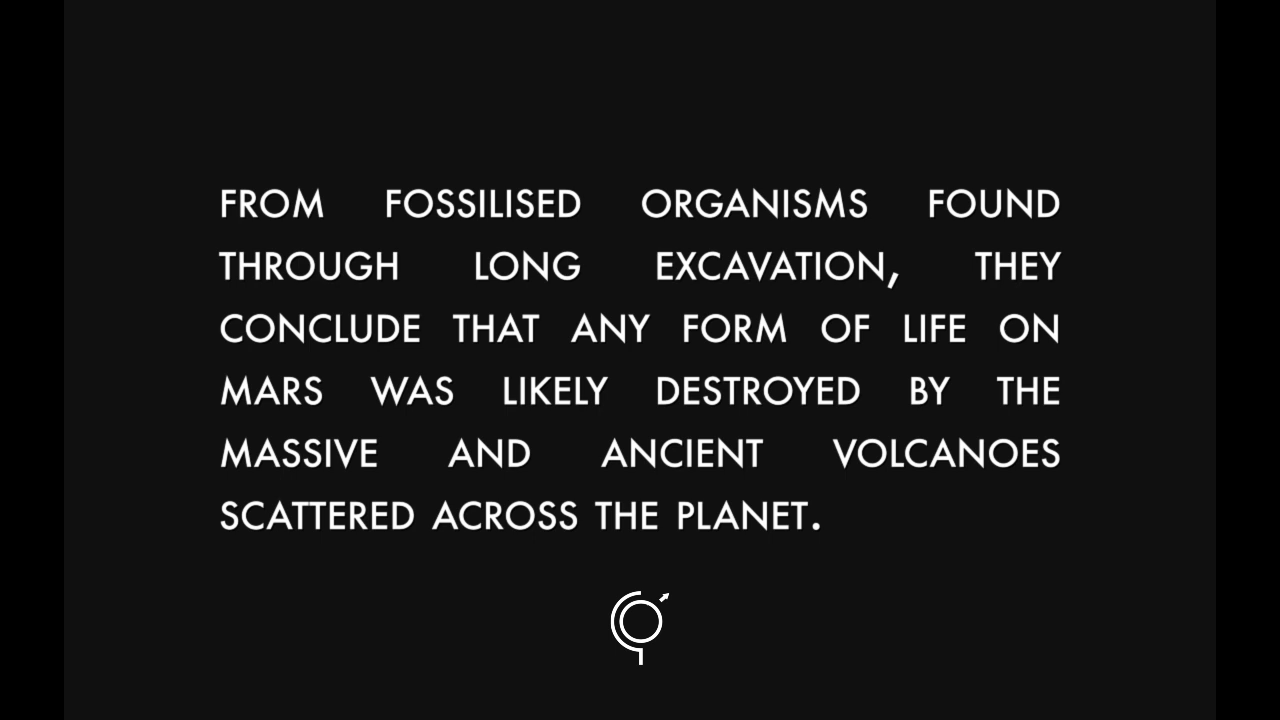 FROM FOSSILISED ORGANISMS FOUND
THROUGH LONG EXCAVATION, THEY
CONCLUDE THAT ANY FORM OF LIFE ON
MARS WAS LIKELY DESTROYED BY THE
MASSIVE AND ANCIENT VOLCANOES
SCATTERED ACROSS THE PLANET.